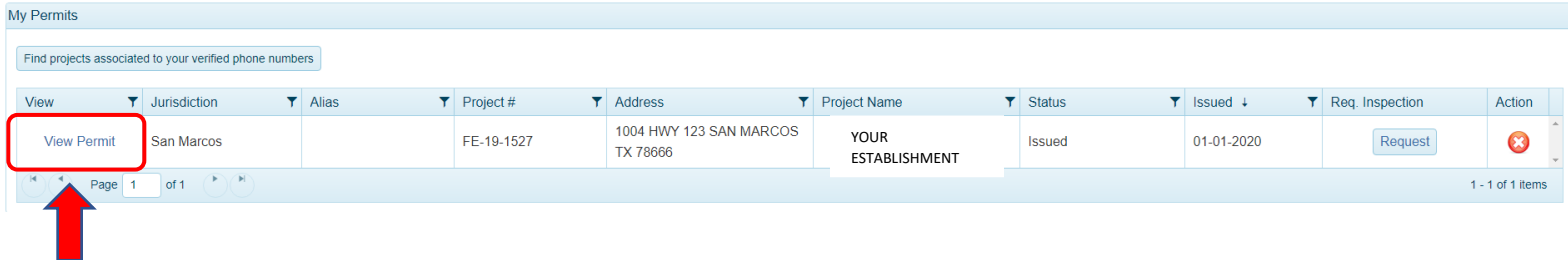 My Permits
Find projects associated to your verified phone numbers
View Jurisdiction Alias Project # Address Project Name Status Issued ↓ Req. Inspection Action
View Permit San Marcos FE-19-1527 1004 HWY 123 SAN MARCOS TX 78666 YOUR ESTABLISHMENT Issued 01-01-2020 Request
Page 1 of 1 1 - 1 of 1 items